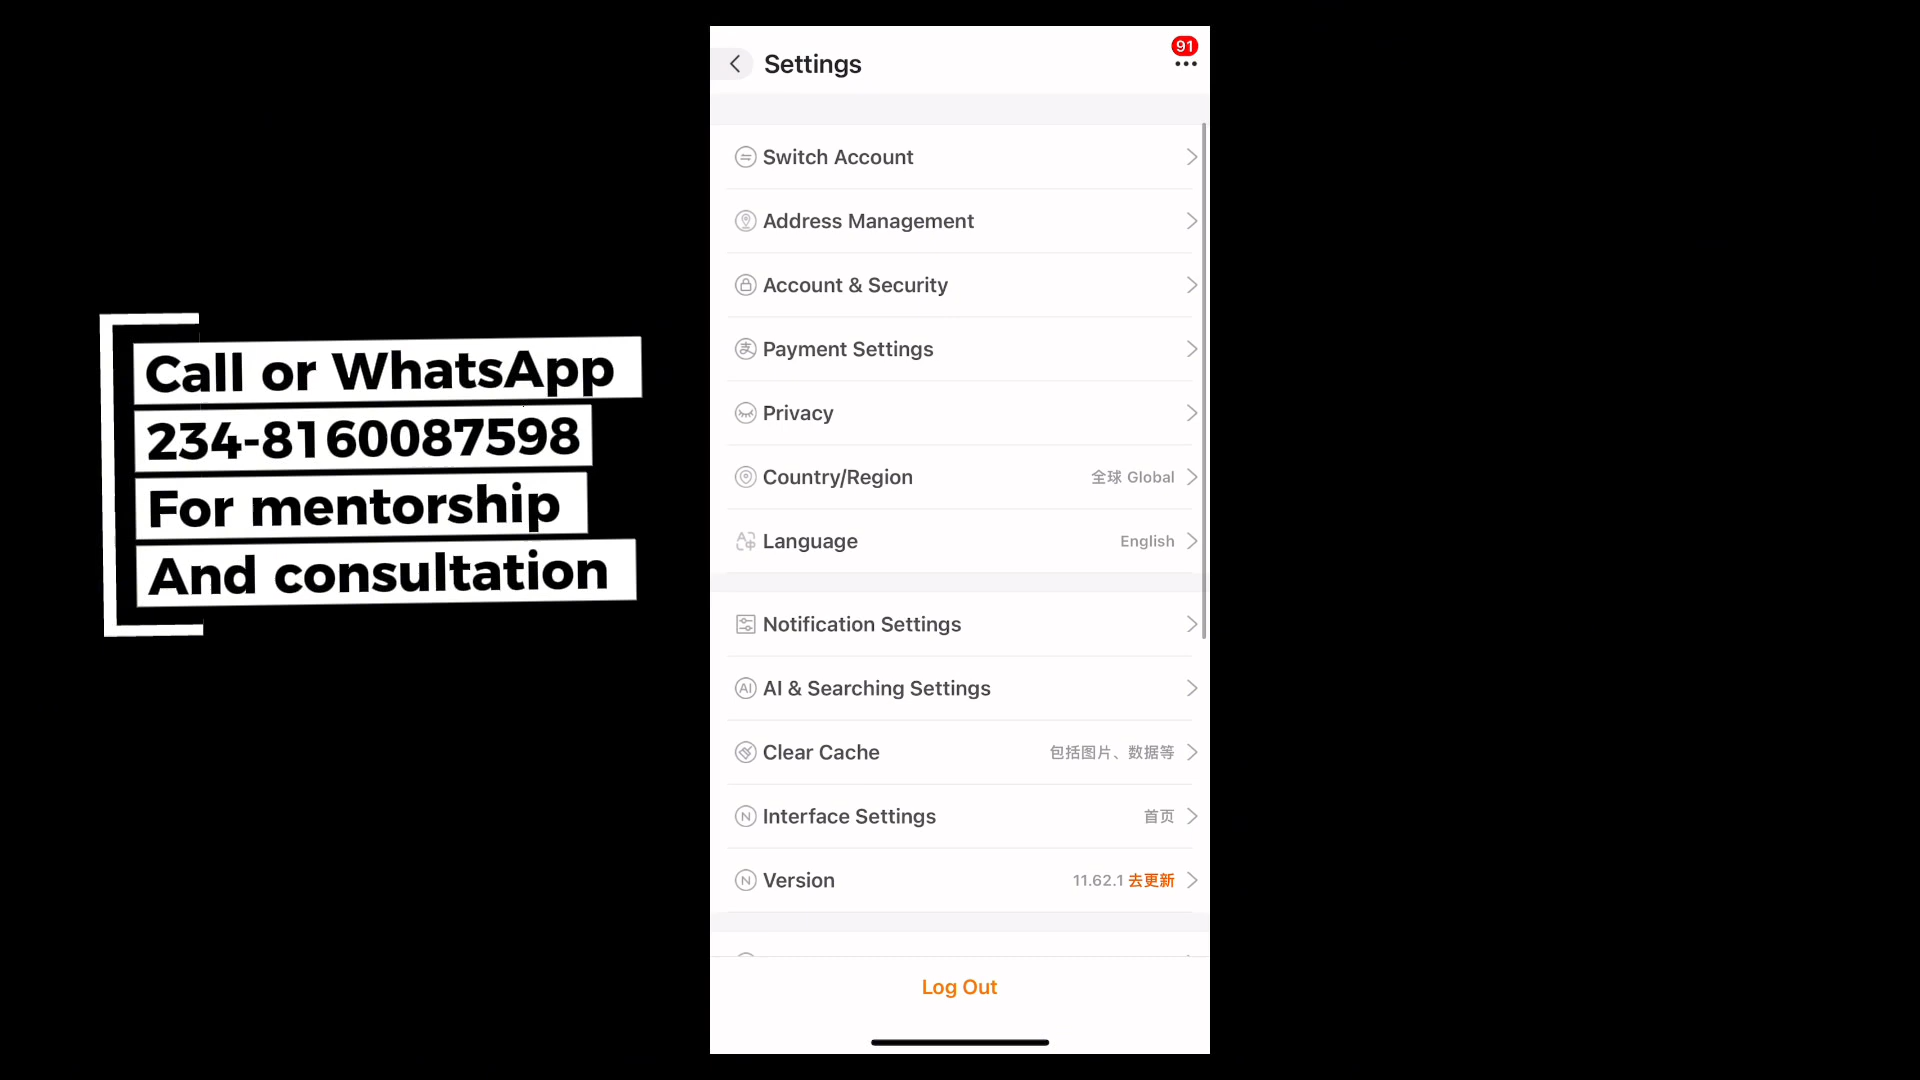 Call or WhatsApp
234-8160087598
For mentorship
And consultation
91
Settings
Switch Account
Address Management
Account & Security
支 Payment Settings
Privacy
Country/Region 全球 Global
Language English
Notification Settings
AI AI & Searching Settings
Clear Cache 包括图片、数据等
N Interface Settings 首页
N Version 11.62.1 去更新
Log Out